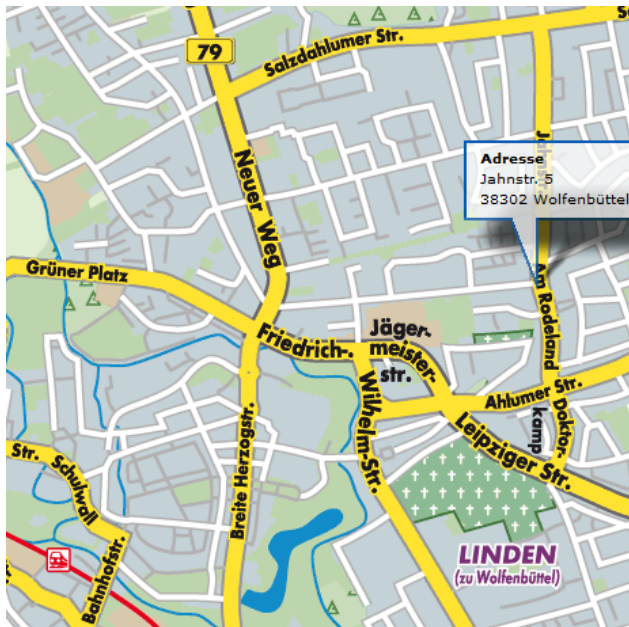 79
Salzdahlumer Str.
Neuer Weg
Adresse
Jahnstr. 5
38302 Wolfenbüttel
Grüner Platz
Am Rodeland
Friedrich-.
Jäger-
meister-
str.
Wilhelm-Str.
Ahlumer Str.
Doktor-
kamp
Leipziger Str.
Breite Herzogstr.
Str.
Schulwall
Bahnhofstr.
LINDEN
(zu Wolfenbüttel)